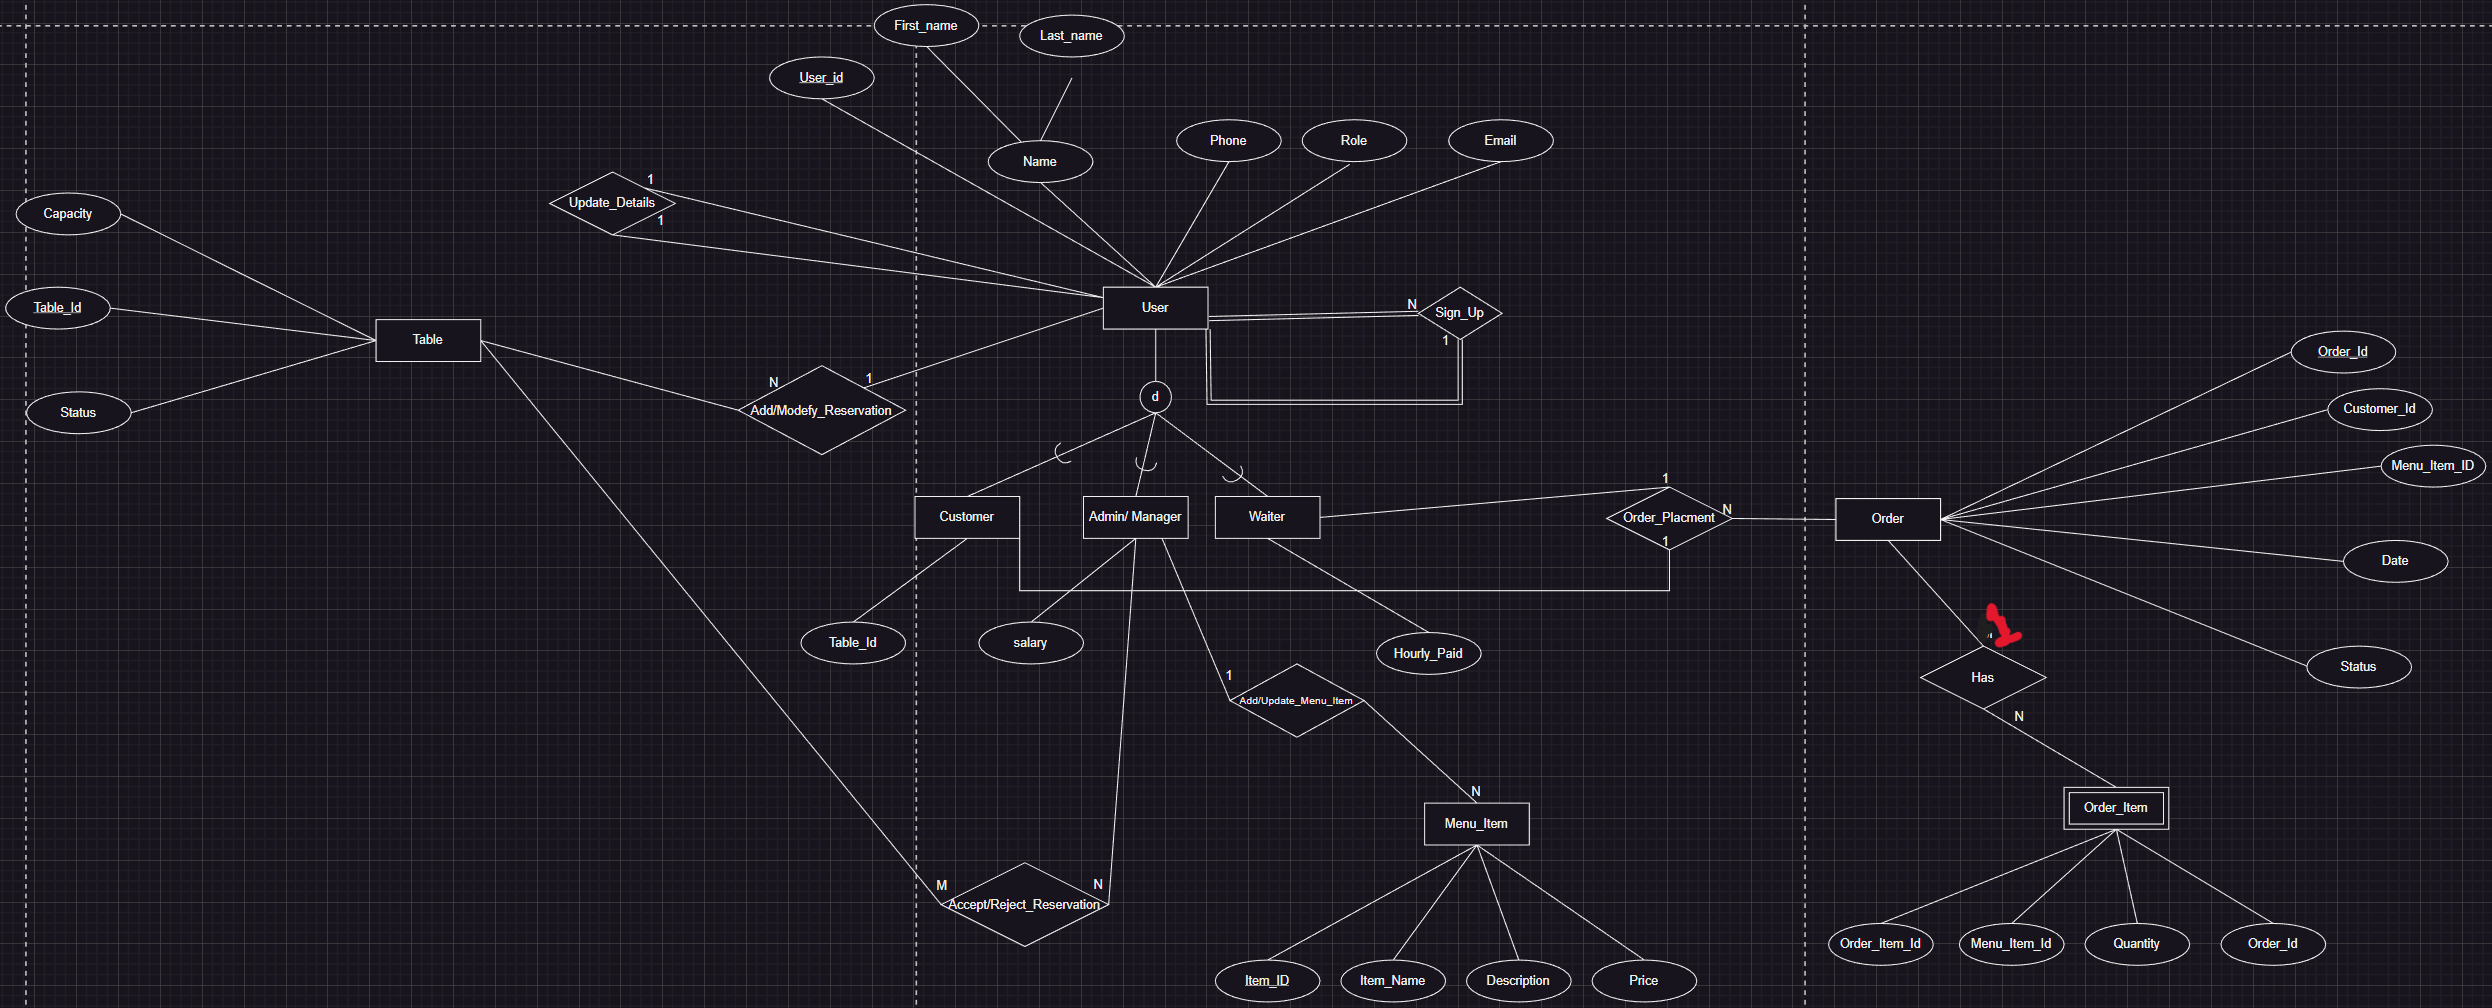 First_name
Last_name
User_id
Name
Phone
Role
Email
1
Update_Details
1
Capacity
Table_Id
Status
Table
User
N
Sign_Up
1
N
1
Add/Modefy_Reservation
d
Customer
Admin/ Manager
Waiter
1
Order_Placment
N
1
Order
Order_Id
Customer_Id
Menu_Item_ID
Date
Status
Table_Id
salary
Hourly_Paid
1
Add/Update_Menu_Item
N
Menu_Item
Has
N
Order_Item
M
Accept/Reject_Reservation
N
Item_ID
Item_Name
Description
Price
Order_Item_Id
Menu_Item_Id
Quantity
Order_Id